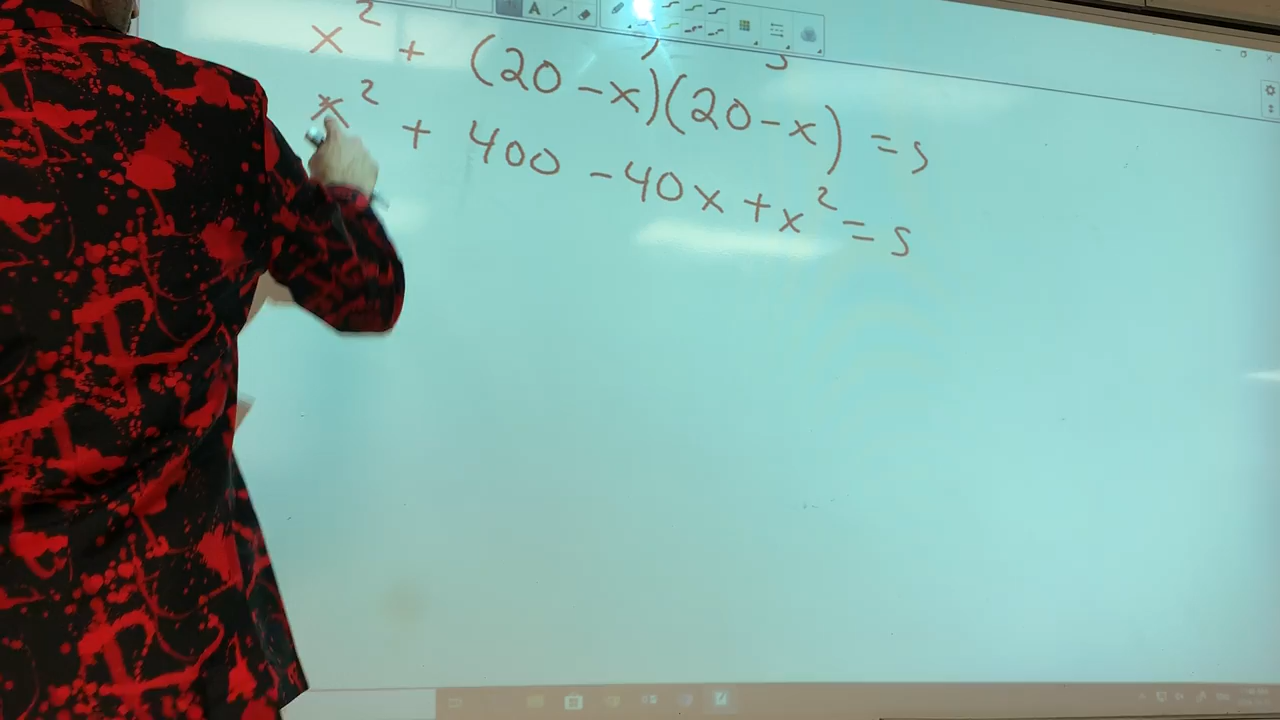 x² + (20 - x)(20 - x) = s
x² + 400 - 40x + x² = s